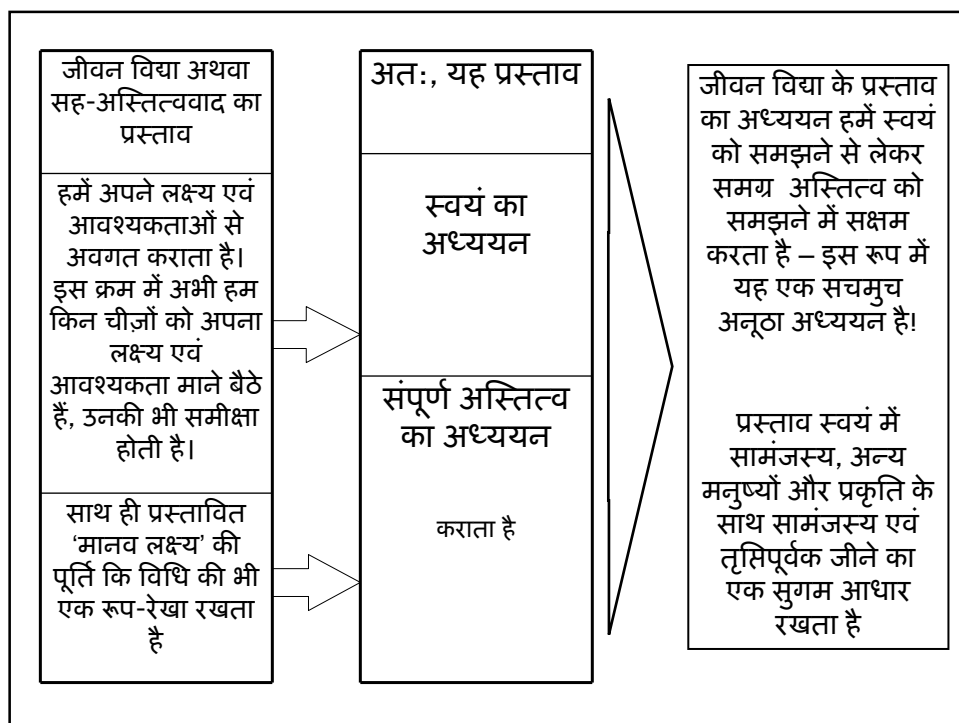 जीवन विद्या अथवा
सह-अस्तित्ववाद का
प्रस्ताव
हमें अपने लक्ष्य एवं
आवश्यकताओं से
अवगत कराता है।
इस क्रम में अभी हम
किन चीज़ों को अपना
लक्ष्य एवं
आवश्यकता माने बैठे
हैं, उनकी भी समीक्षा
होती है।
साथ ही प्रस्तावित
‘मानव लक्ष्य’ की
पूर्ति कि विधि की भी
एक रूप-रेखा रखता
है
अत:, यह प्रस्ताव
स्वयं का
अध्ययन
संपूर्ण अस्तित्व
का अध्ययन
कराता है
जीवन विद्या के प्रस्ताव
का अध्ययन हमें स्वयं
को समझने से लेकर
समग्र अस्तित्व को
समझने में सक्षम
करता है – इस रूप में
यह एक सचमुच
अनूठा अध्ययन है!
प्रस्ताव स्वयं में
सामंजस्य, अन्य
मनुष्यों और प्रकृति के
साथ सामंजस्य एवं
तृप्तिपूर्वक जीने का
एक सुगम आधार
रखता है